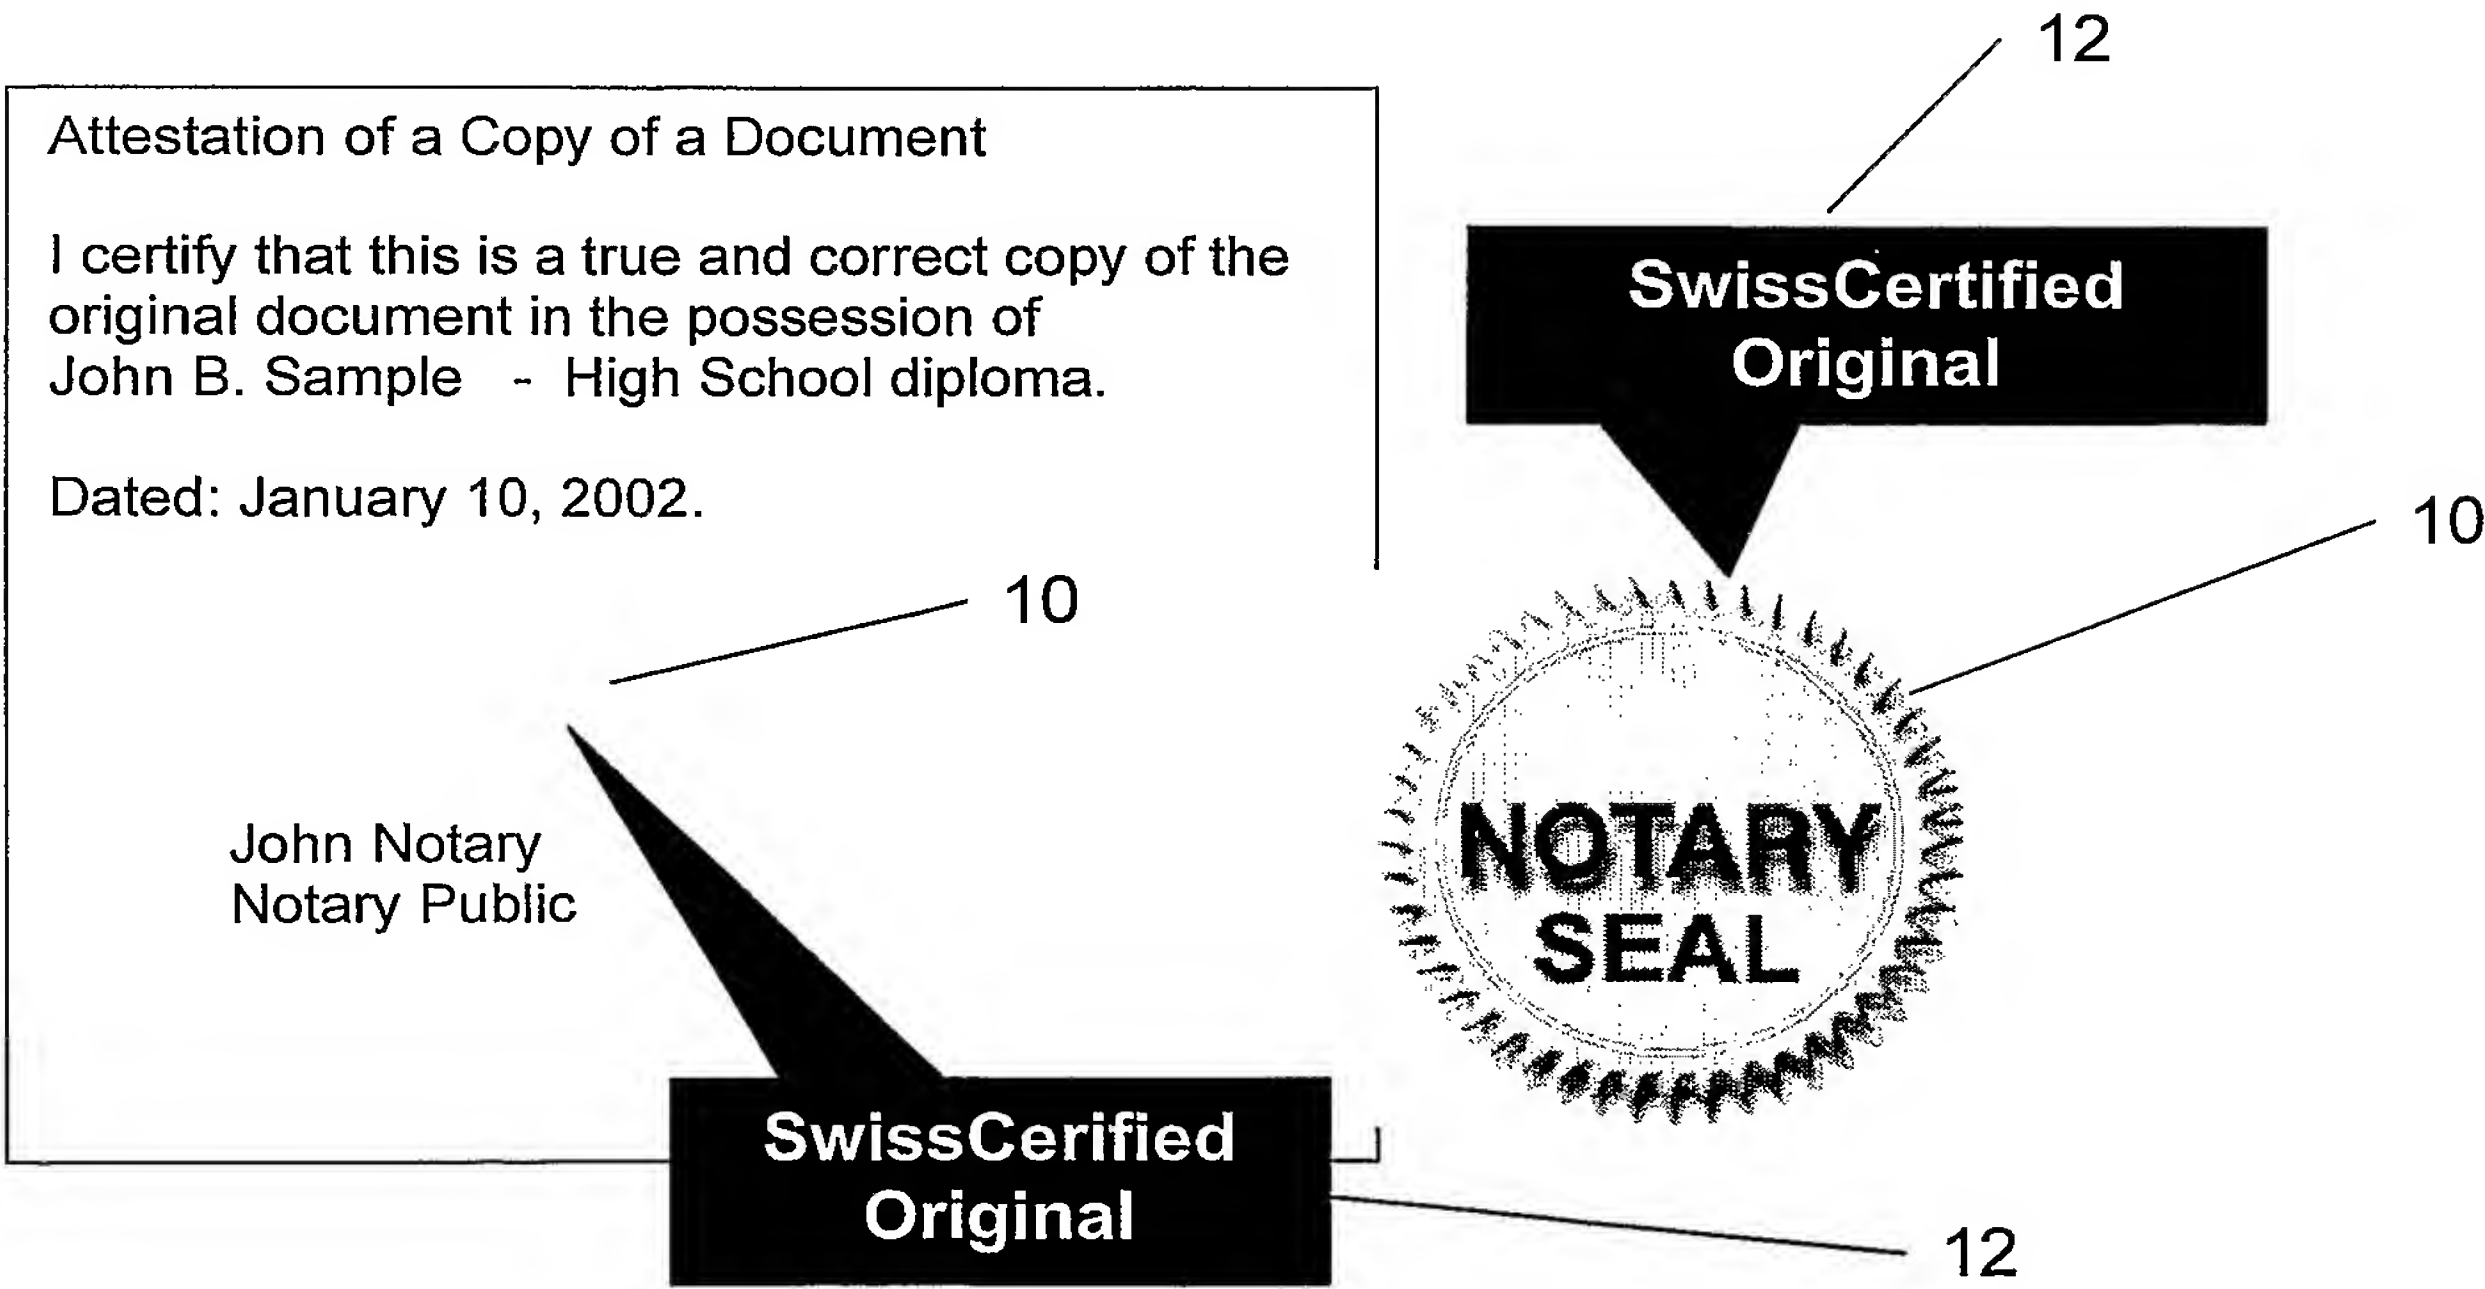 12
Attestation of a Copy of a Document
SwissCertified
Original
I certify that this is a true and correct copy of the
original document in the possession of
John B. Sample - High School diploma.
Dated: January 10, 2002.
10
10
NOTARY
SEAL
John Notary
Notary Public
SwissCerified
Original
12